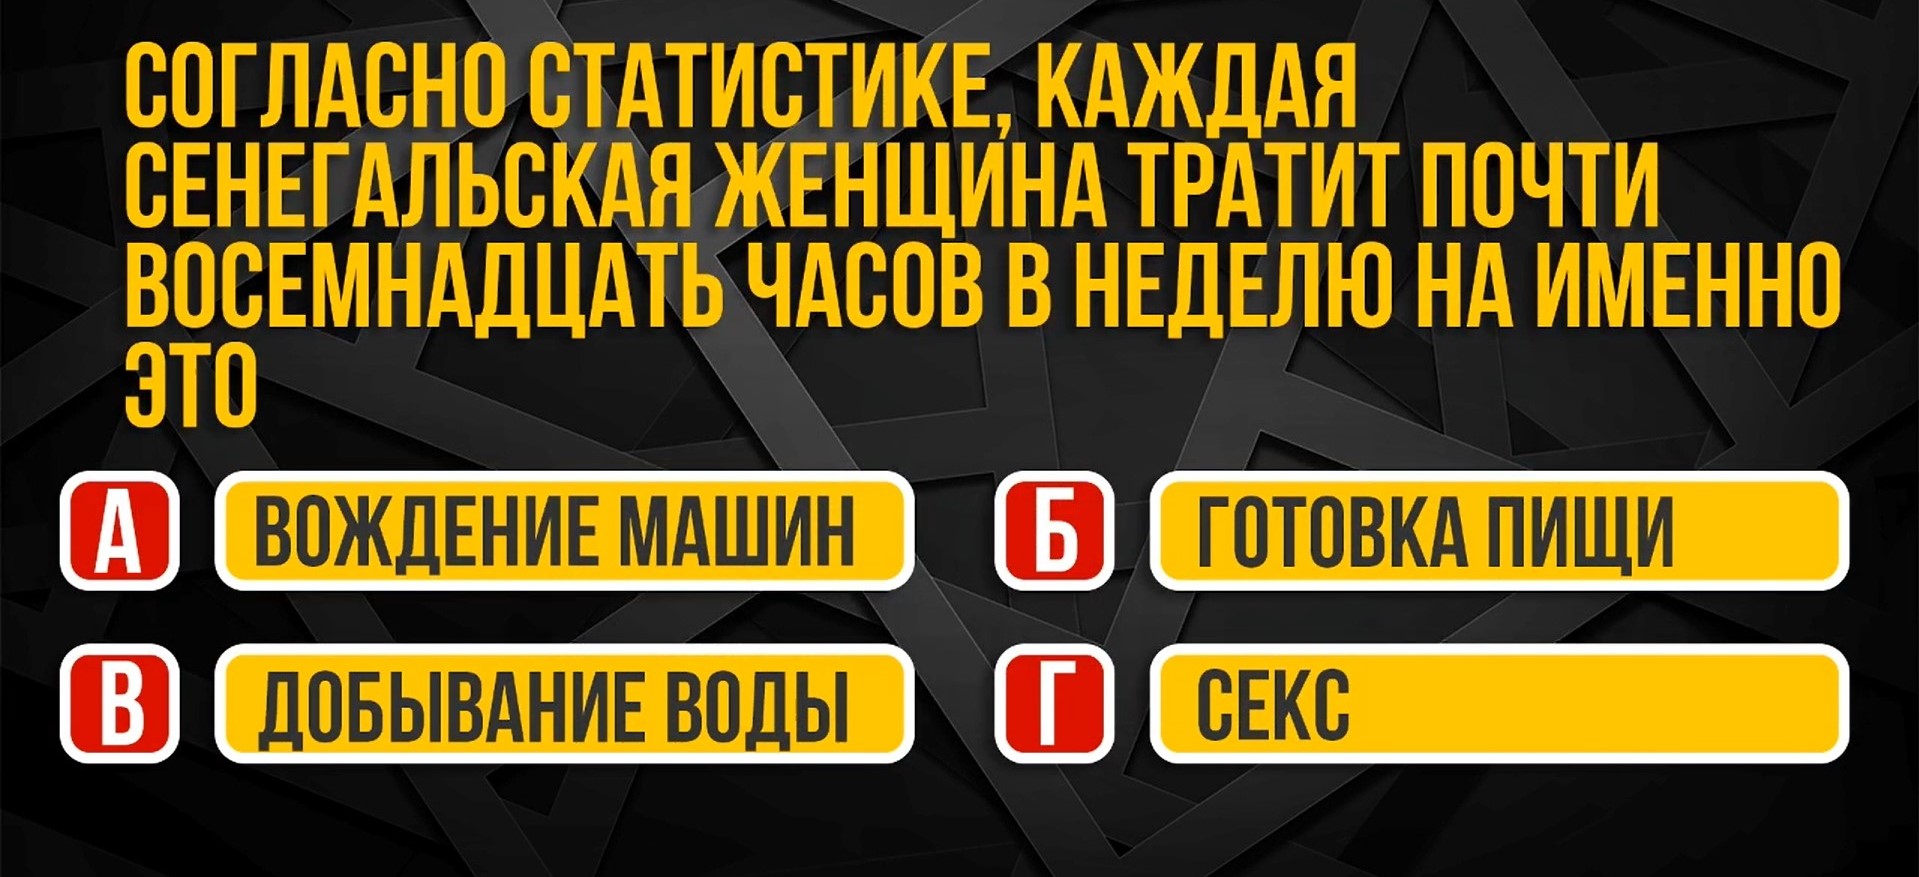 СОГЛАСНО СТАТИСТИКЕ, КАЖДАЯ
СЕНЕГАЛЬСКАЯ ЖЕНЩИНА ТРАТИТ ПОЧТИ
ВОСЕМНАДЦАТЬ ЧАСОВ В НЕДЕЛЮ НА ИМЕННО
ЭТО
А ВОЖДЕНИЕ МАШИН
Б ГОТОВКА ПИЩИ
В ДОБЫВАНИЕ ВОДЫ
Г СЕКС